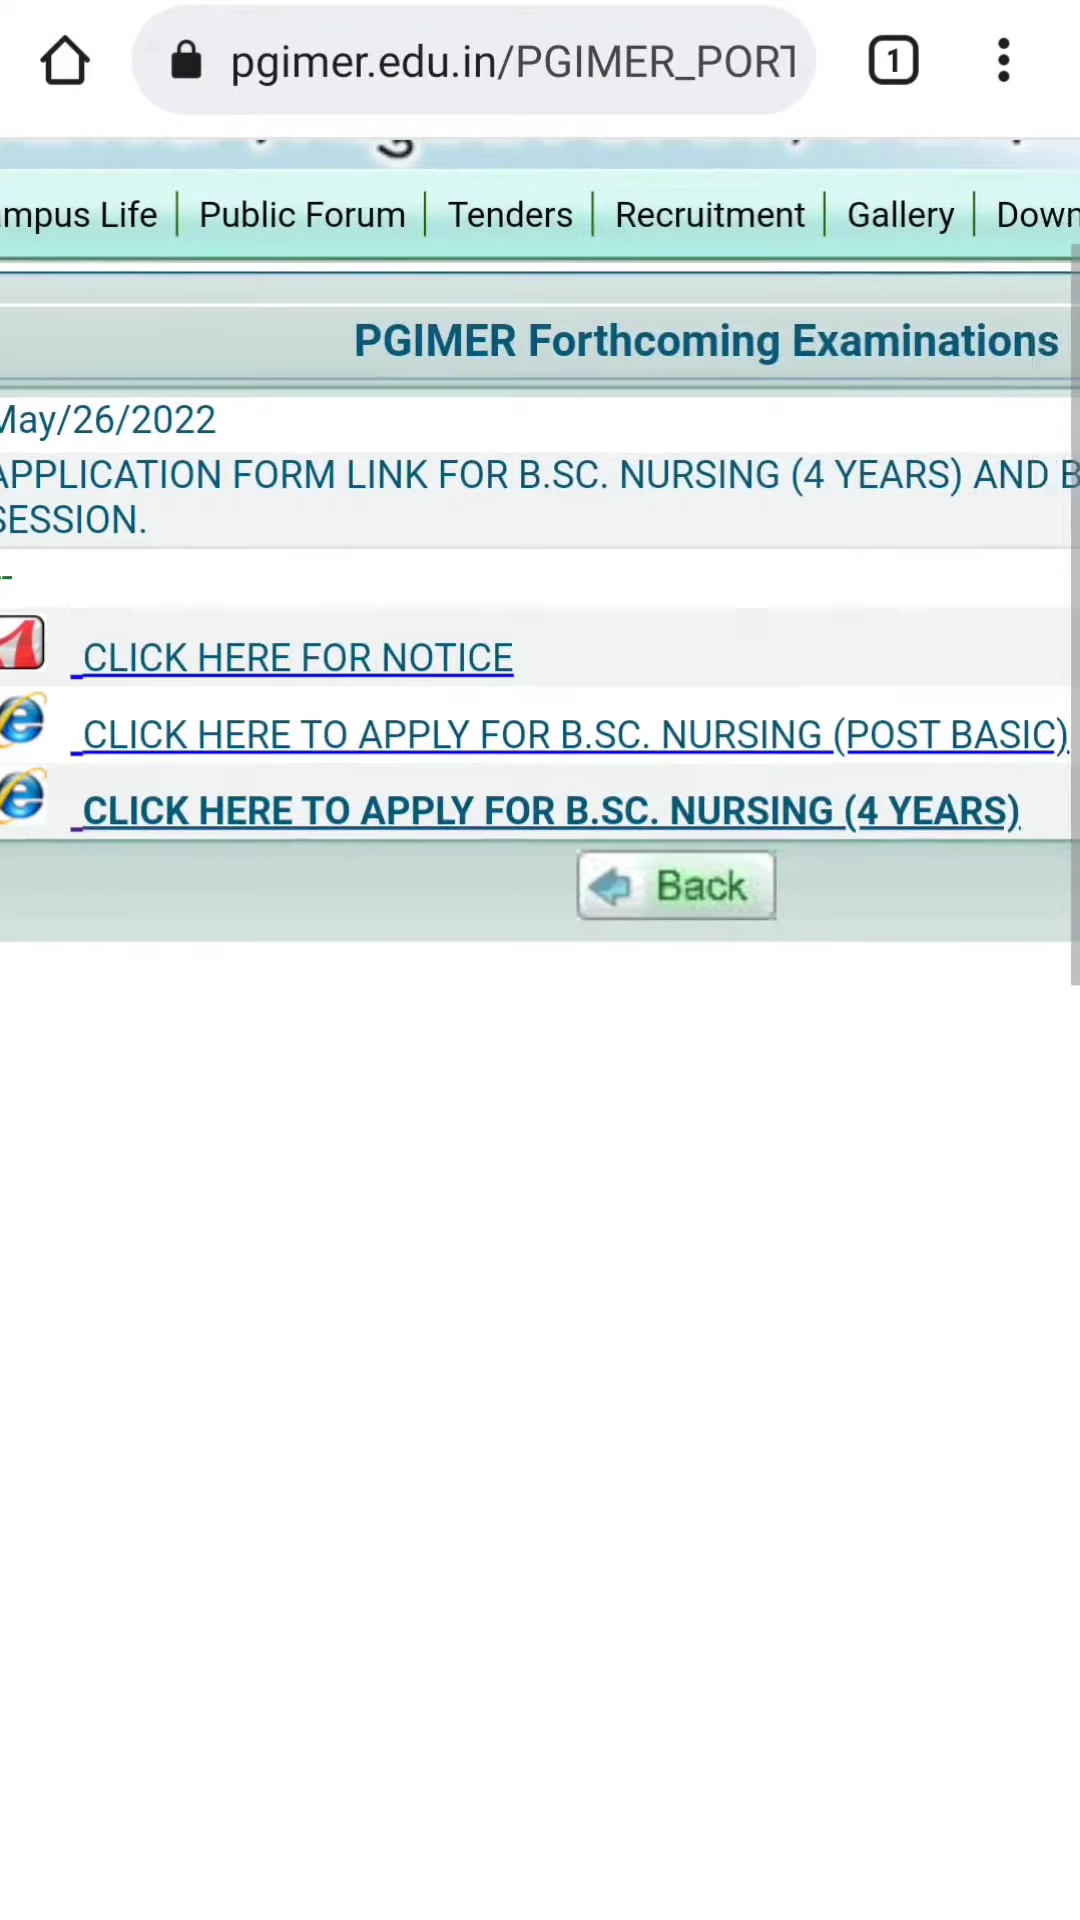 pgimer.edu.in/PGIMER_PORT
1
mpus Life | Public Forum | Tenders | Recruitment | Gallery | Down
PGIMER Forthcoming Examinations
May/26/2022
APPLICATION FORM LINK FOR B.SC. NURSING (4 YEARS) AND B
SESSION.
--
CLICK HERE FOR NOTICE
CLICK HERE TO APPLY FOR B.SC. NURSING (POST BASIC)
CLICK HERE TO APPLY FOR B.SC. NURSING (4 YEARS)
Back